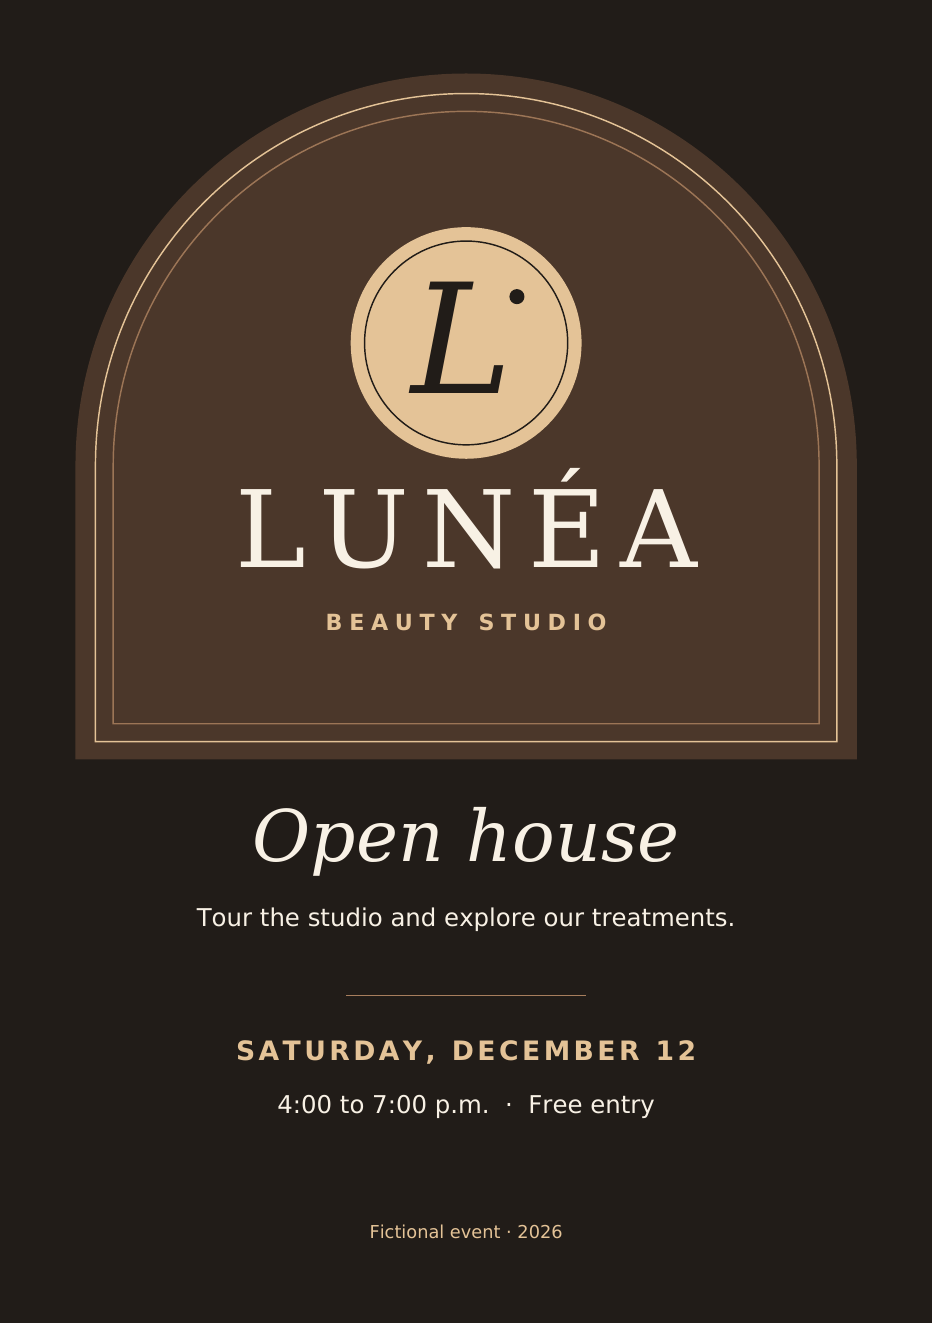 L
LUNÉA
BEAUTY STUDIO
Open house
Tour the studio and explore our treatments.
SATURDAY, DECEMBER 12
4:00 to 7:00 p.m. · Free entry
Fictional event · 2026